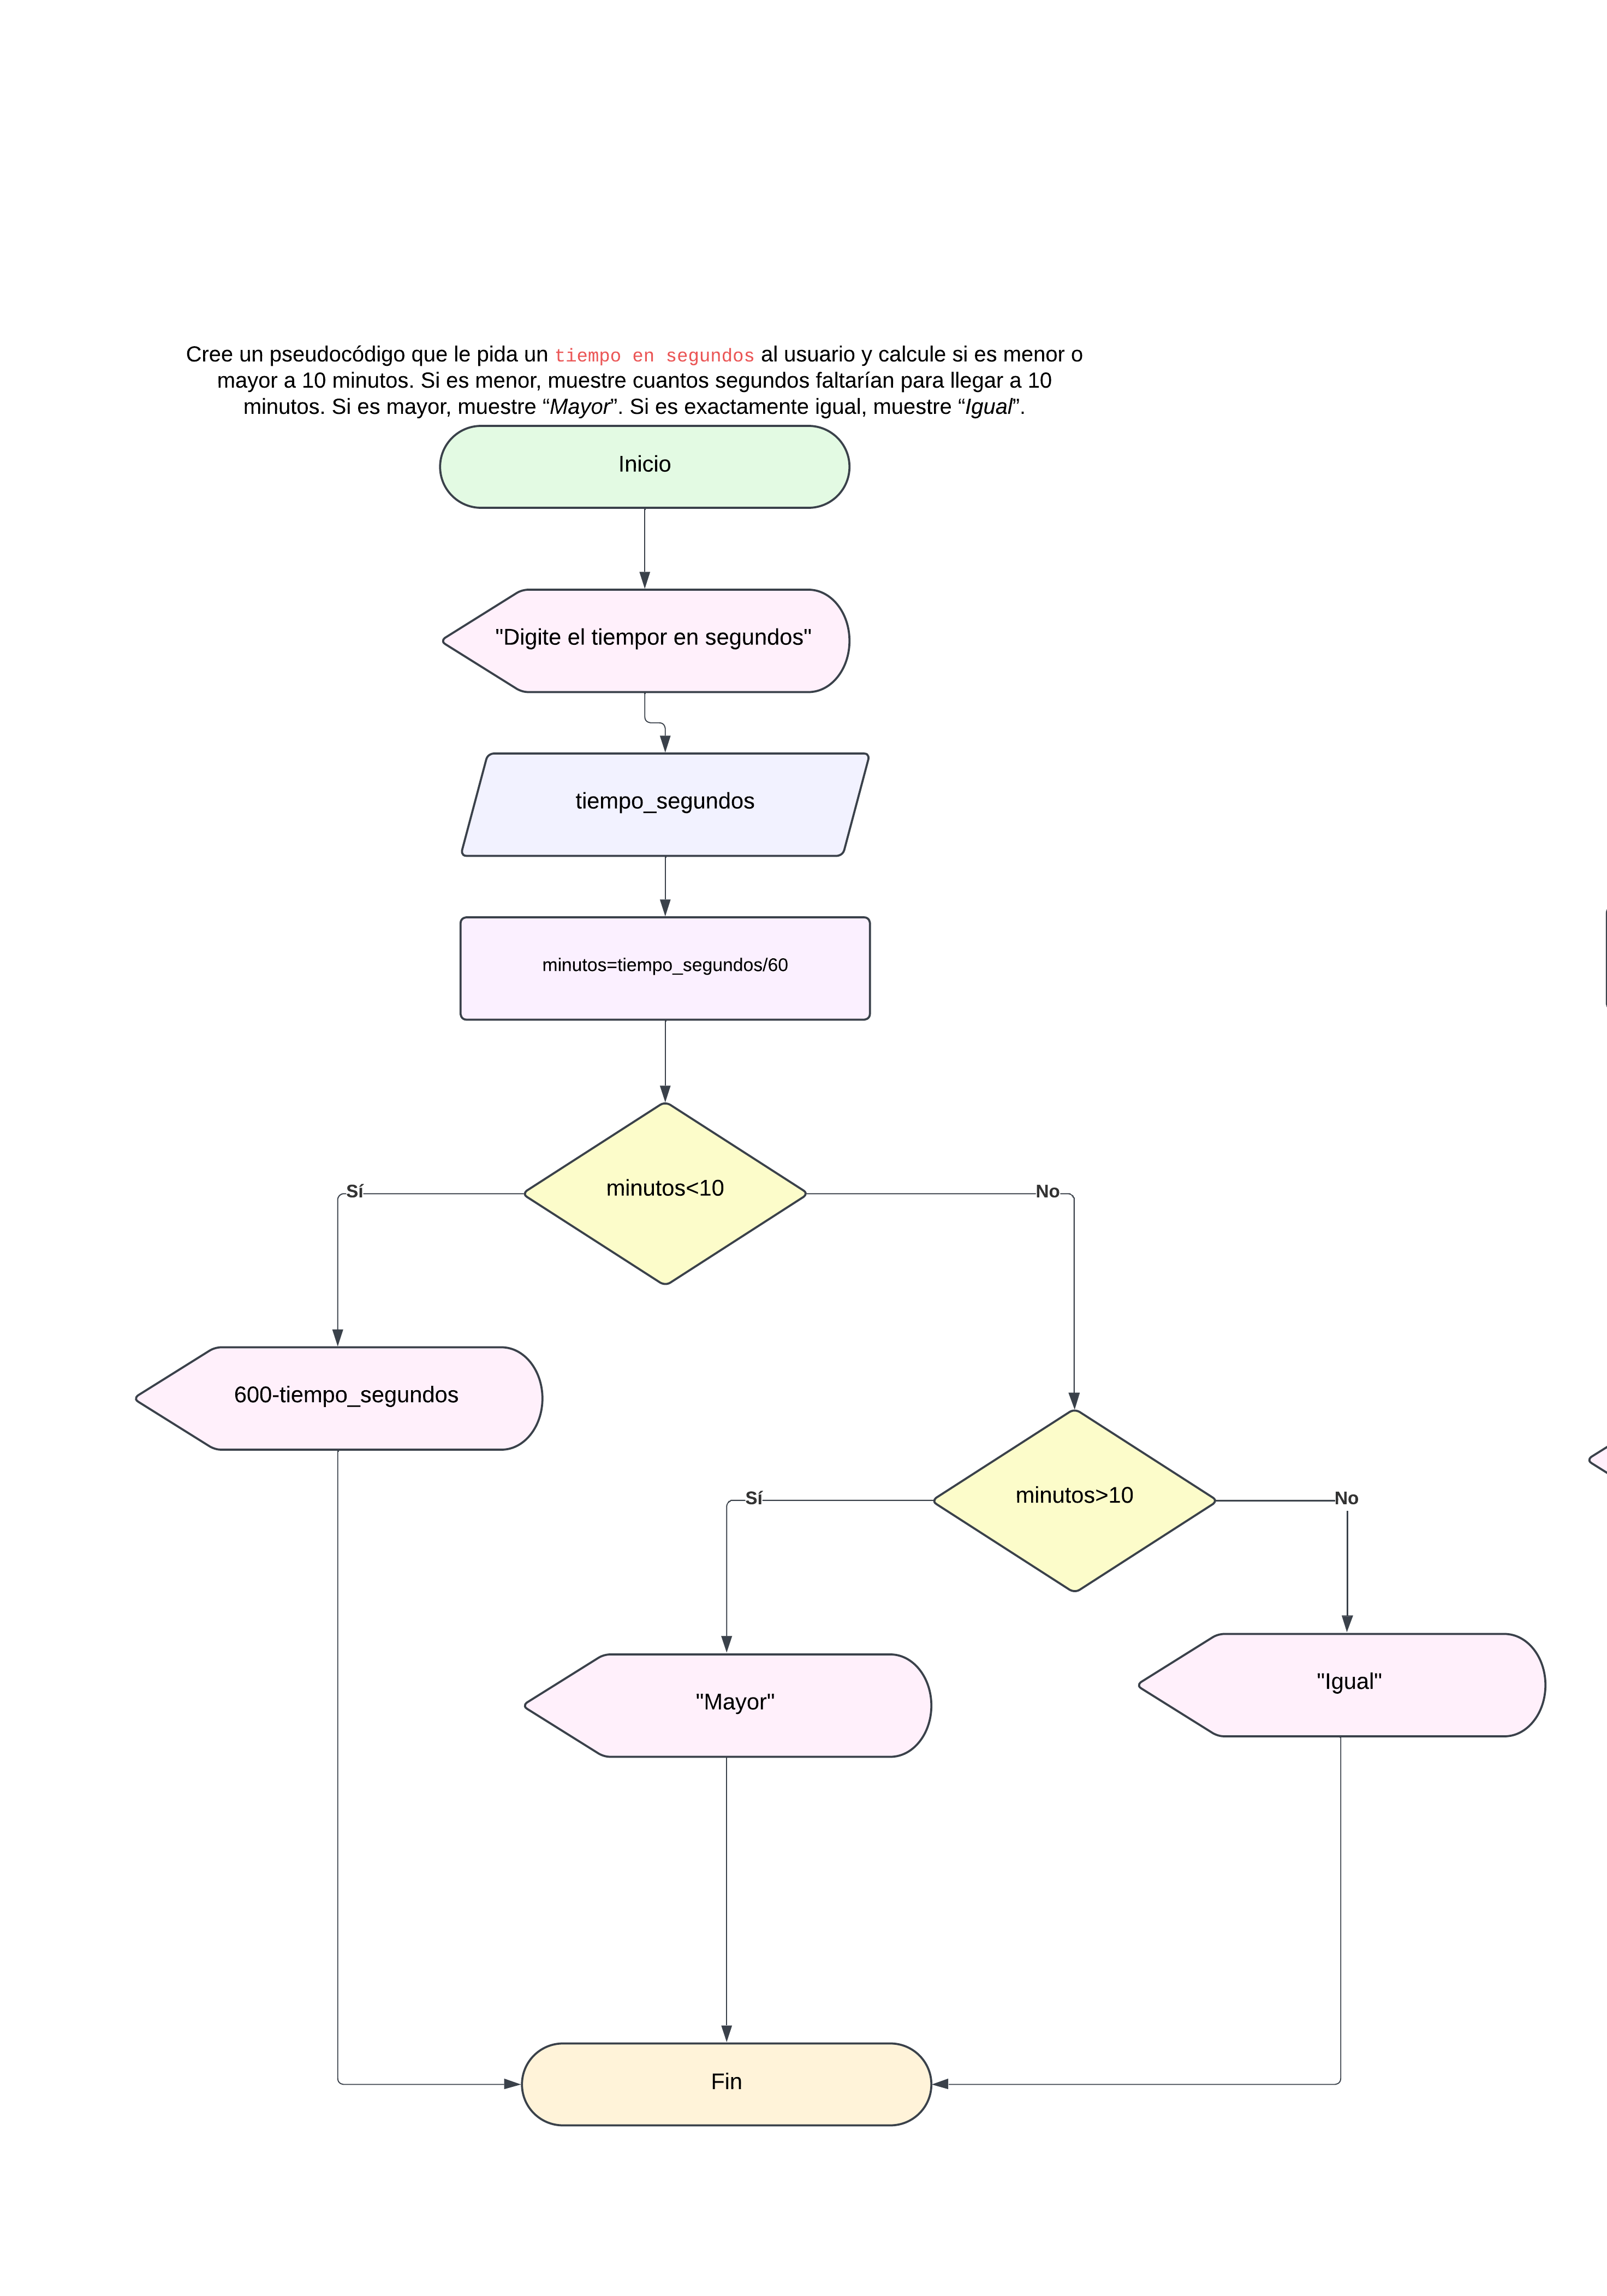 Cree un pseudocódigo que le pida un tiempo en segundos al usuario y calcule si es menor o
mayor a 10 minutos. Si es menor, muestre cuantos segundos faltarían para llegar a 10
minutos. Si es mayor, muestre “Mayor”. Si es exactamente igual, muestre “Igual”.
Inicio
"Digite el tiempor en segundos"
tiempo_segundos
minutos=tiempo_segundos/60
minutos<10
Sí
No
600-tiempo_segundos
minutos>10
Sí
No
"Mayor"
"Igual"
Fin